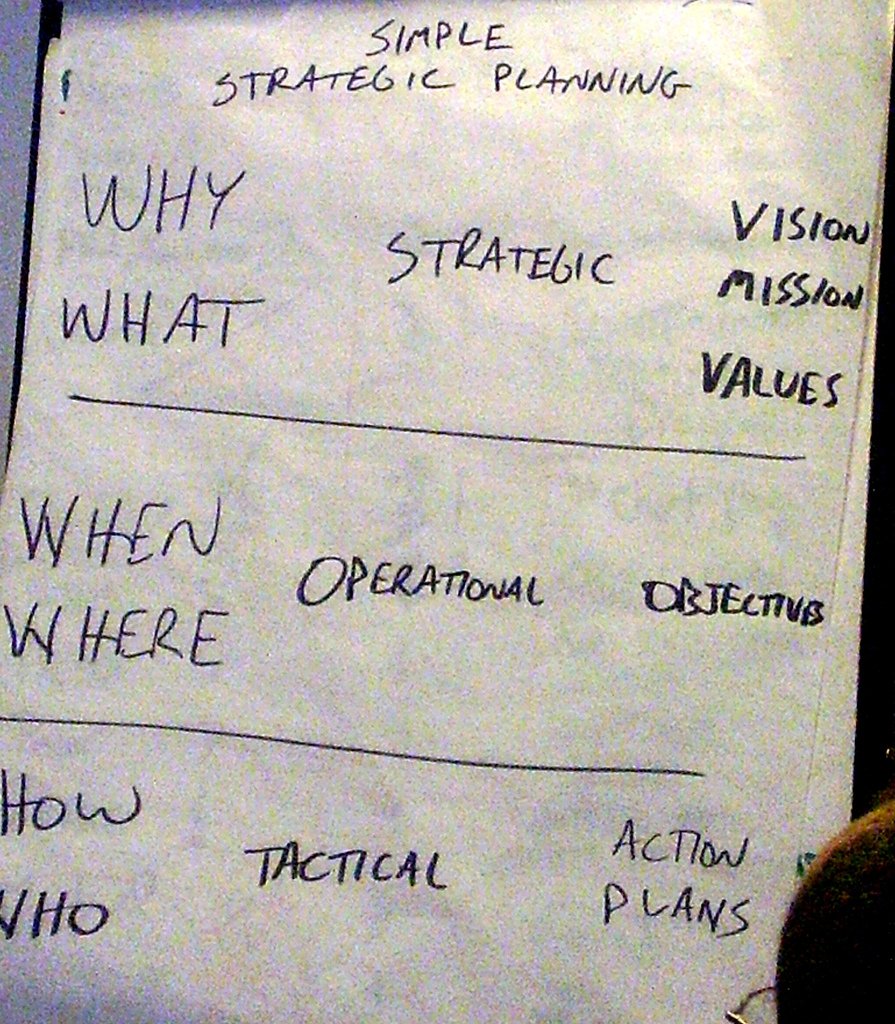 SIMPLE
STRATEGIC PLANNING
WHY
STRATEGIC
WHAT
VISION
MISSION
VALUES
WHEN
WHERE
OPERATIONAL
OBJECTIVES
HOW
WHO
TACTICAL
ACTION
PLANS